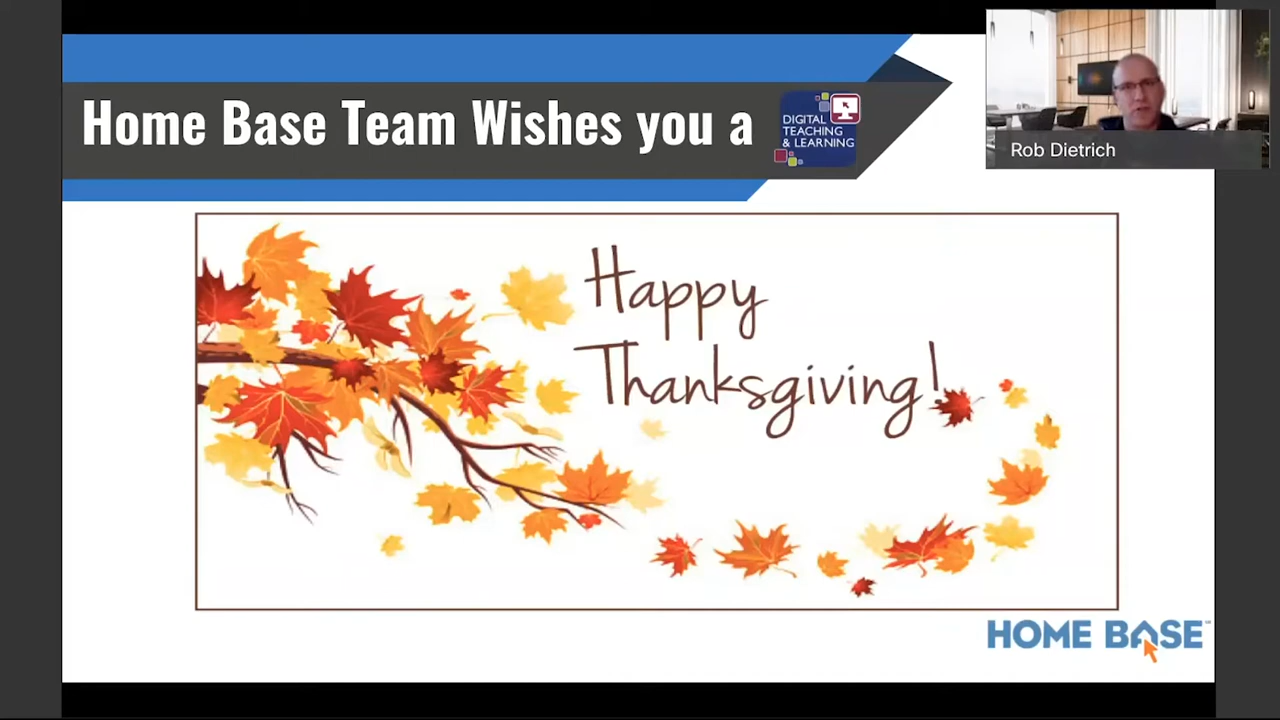 Home Base Team Wishes you a
DIGITAL
TEACHING
& LEARNING
Rob Dietrich
Happy
Thanksgiving!
HOME BASE